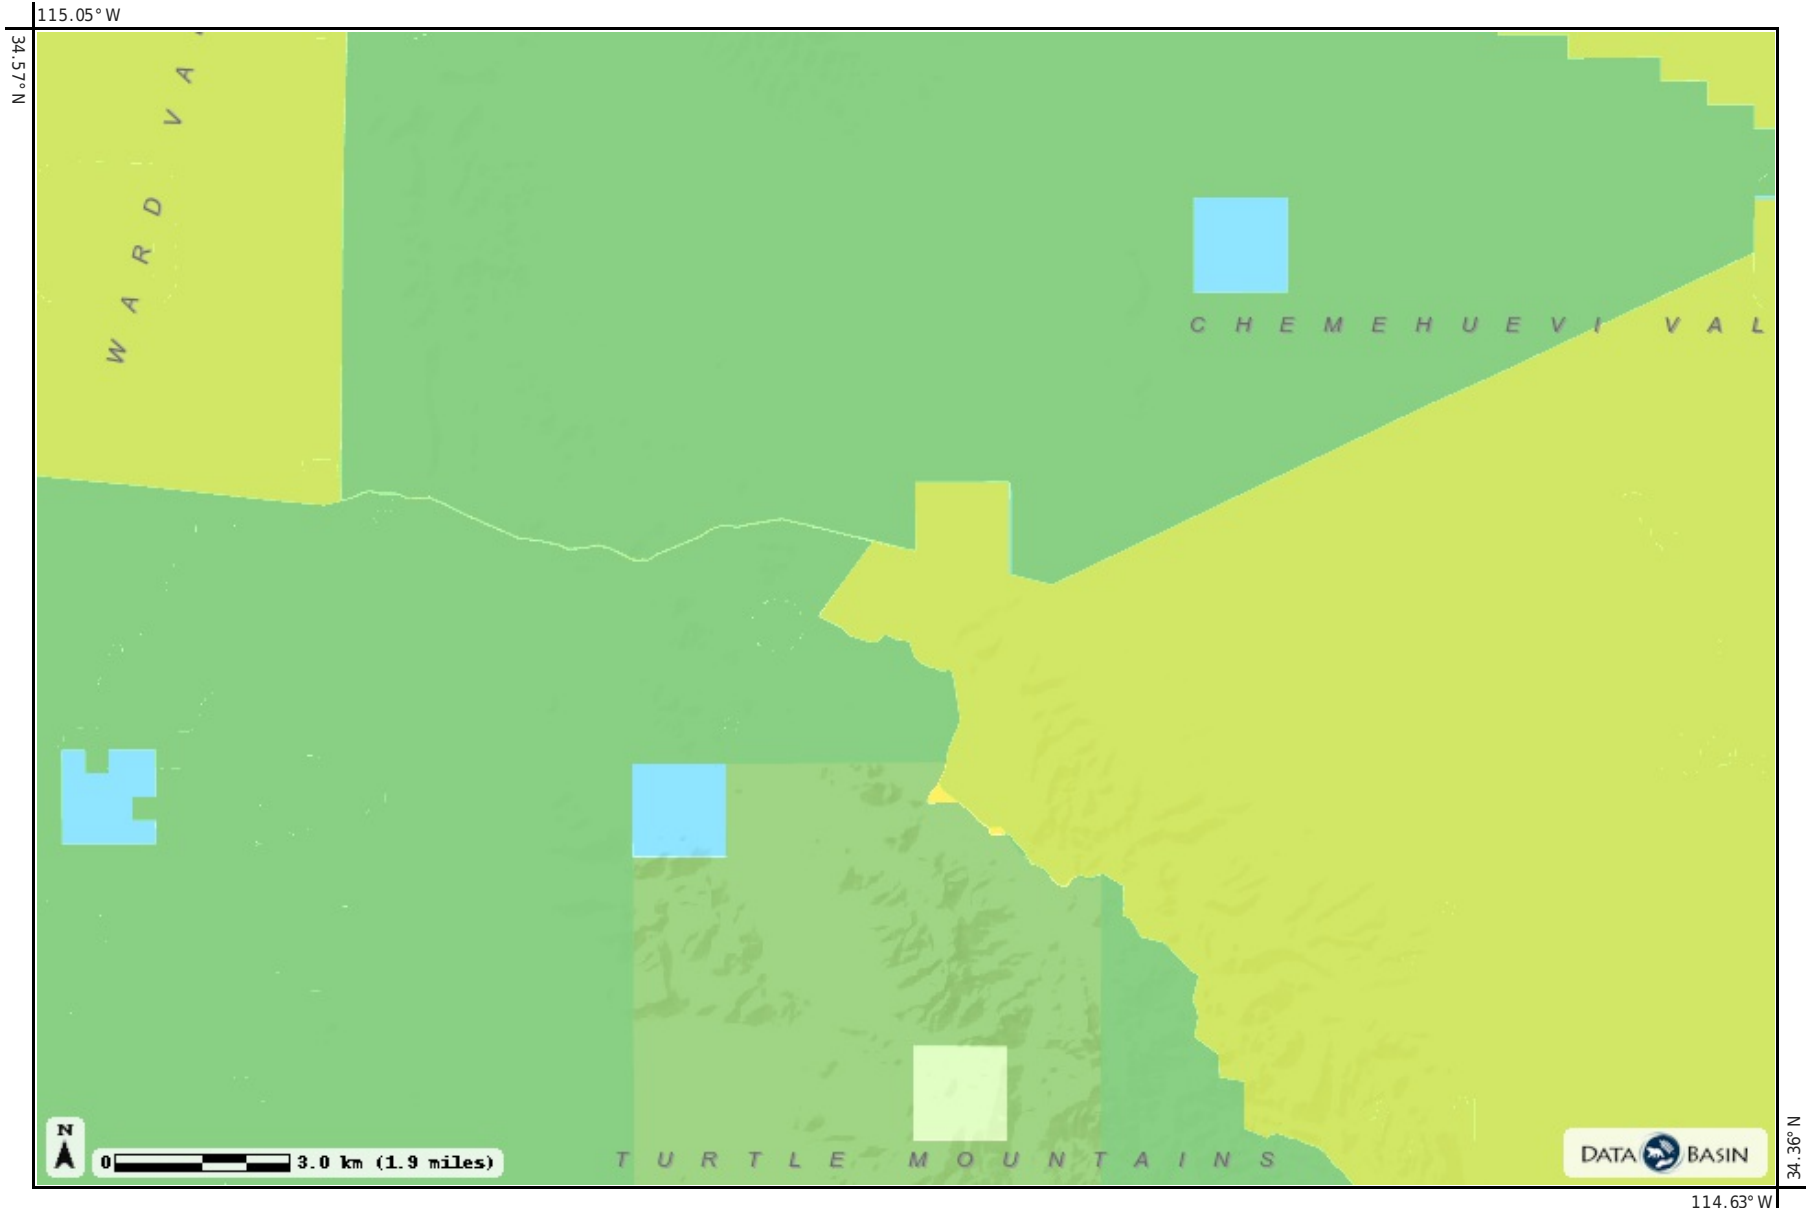 115.05° W
34.57° N
W A R D V A
C H E M E H U E V I V A L
T U R T L E M O U N T A I N S
N
0 3.0 km (1.9 miles)
DATA BASIN
34.36° N
114.63° W